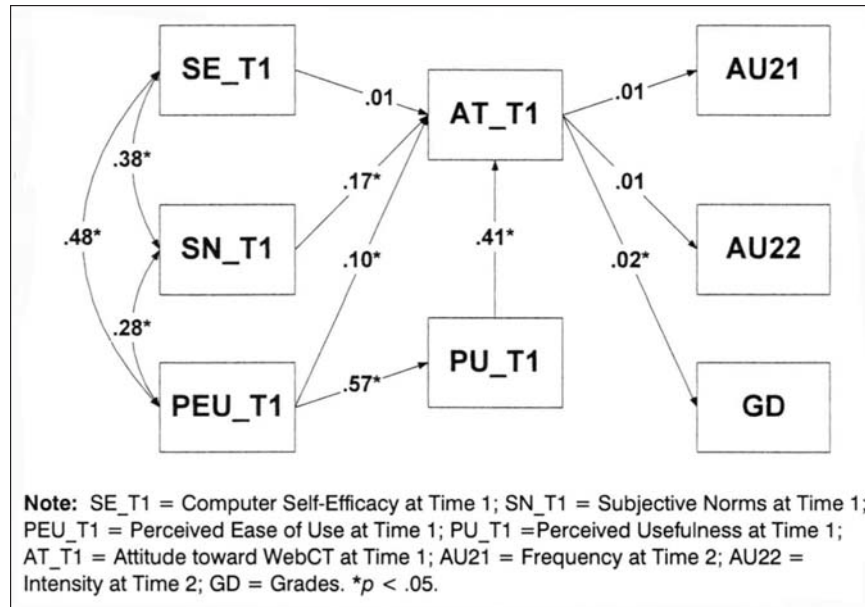 SE_T1
AU21
.01
AT_T1
.01
.38*
.17*
.01
.48*
SN_T1
.41*
AU22
.10*
.02*
.28*
PU_T1
.57*
PEU_T1
GD
Note: SE_T1 = Computer Self-Efficacy at Time 1; SN_T1 = Subjective Norms at Time 1;
PEU_T1 = Perceived Ease of Use at Time 1; PU_T1 =Perceived Usefulness at Time 1;
AT_T1 = Attitude toward WebCT at Time 1; AU21 = Frequency at Time 2; AU22 =
Intensity at Time 2; GD = Grades. *p < .05.